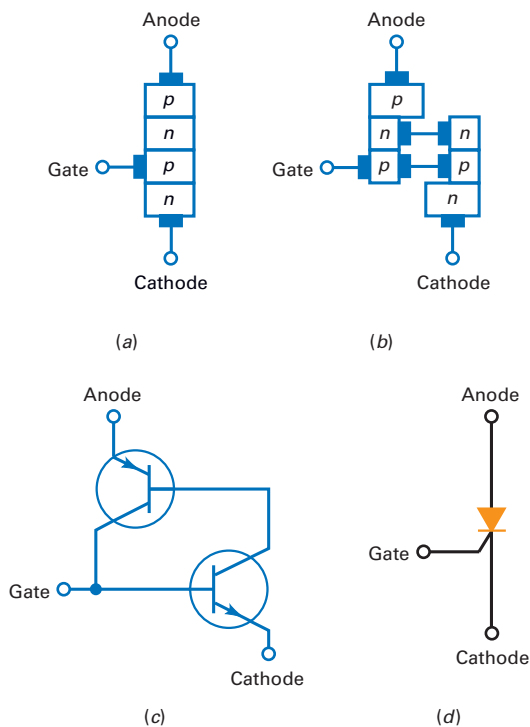 Anode
p
n
p
n
Gate
Cathode
(a)
Anode
p
n n
p p
n
Gate
Cathode
(b)
Anode
Gate
Cathode
(c)
Anode
Gate
Cathode
(d)